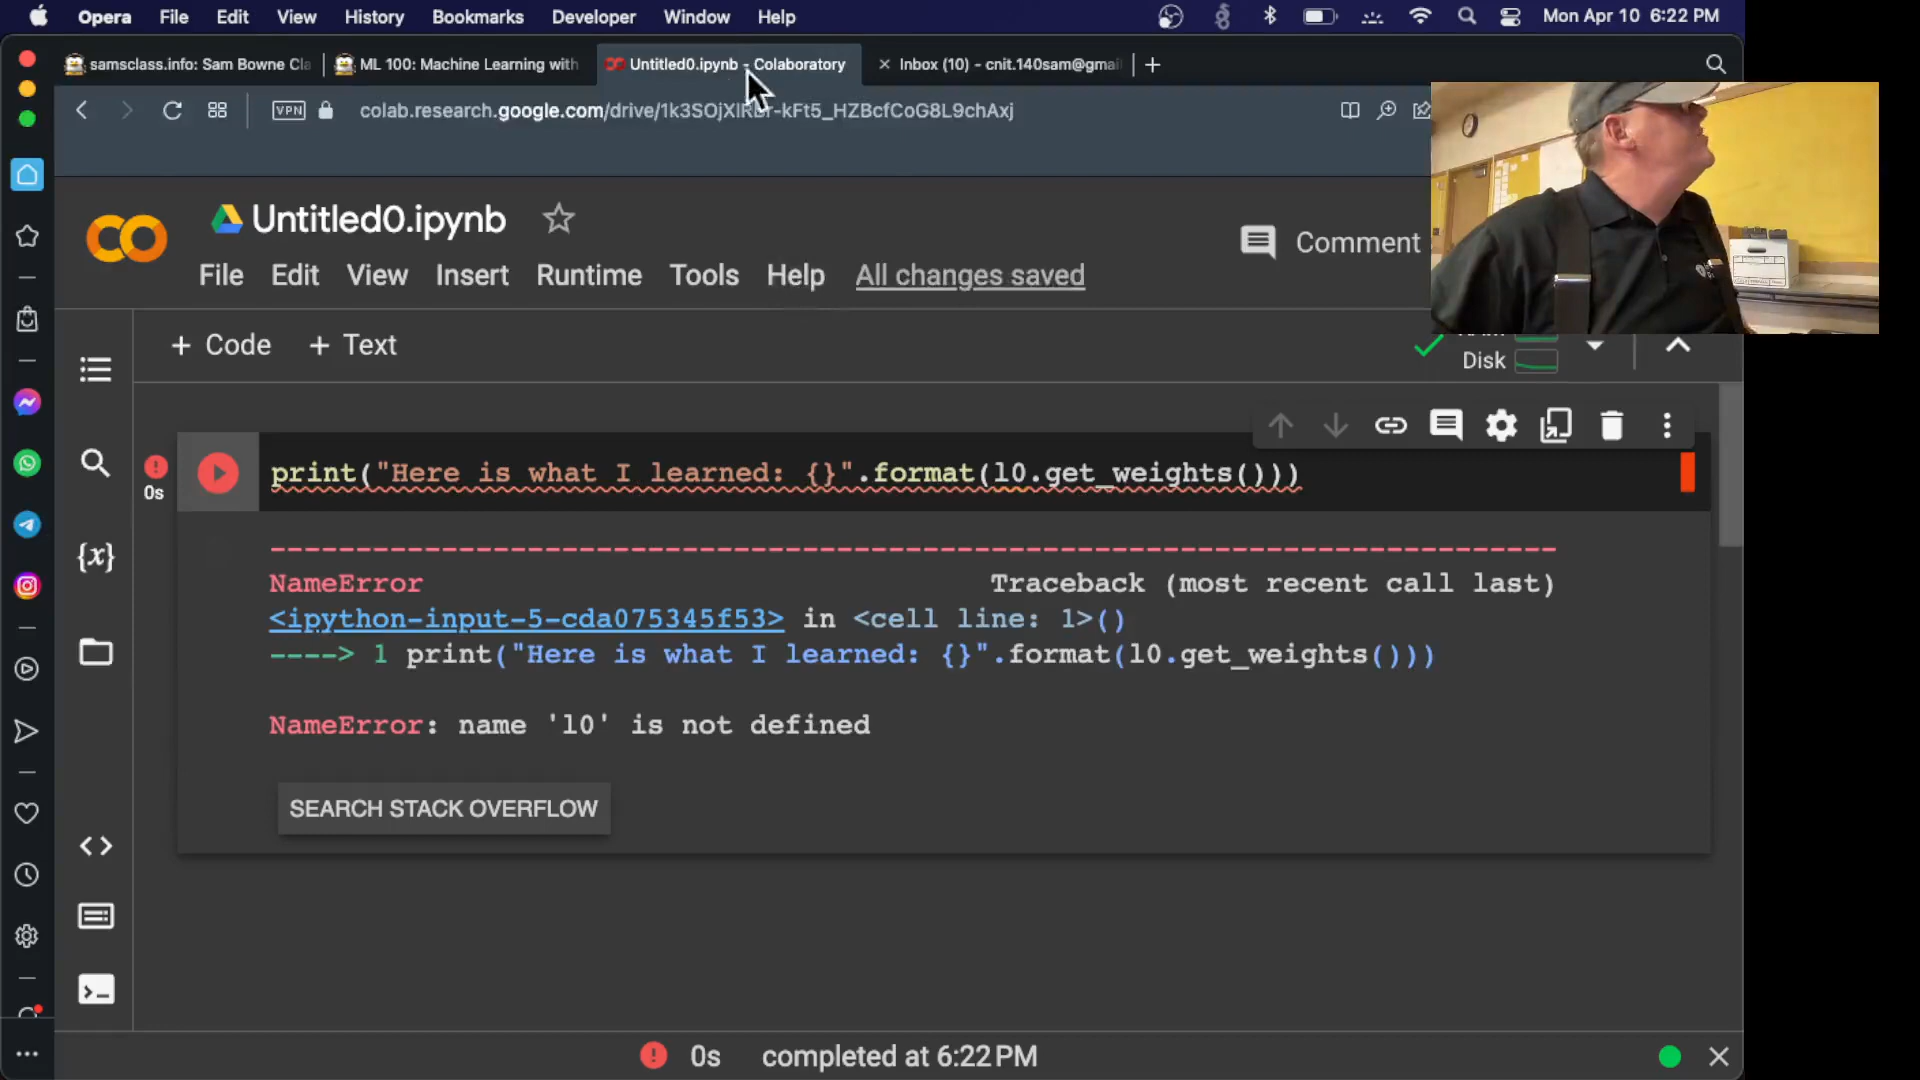 Opera File Edit View History Bookmarks Developer Window Help Mon Apr 10 6:22 PM
samsclass.info: Sam Bowne Cla ML 100: Machine Learning with Untitled0.ipynb - Colaboratory Inbox (10) - cnit.140sam@gmai
VPN colab.research.google.com/drive/
Untitled0.ipynb
Comment
File Edit View Insert Runtime Tools Help All changes saved
+ Code + Text
Disk
print("Here is what I learned: {}".format(l0.get_weights()))
0s
--------------------------------------------------------------------------
NameError Traceback (most recent call last)
<ipython-input-5-cda075345f53> in <cell line: 1>()
----> 1 print("Here is what I learned: {}".format(l0.get_weights()))
NameError: name 'l0' is not defined
SEARCH STACK OVERFLOW
0s completed at 6:22 PM